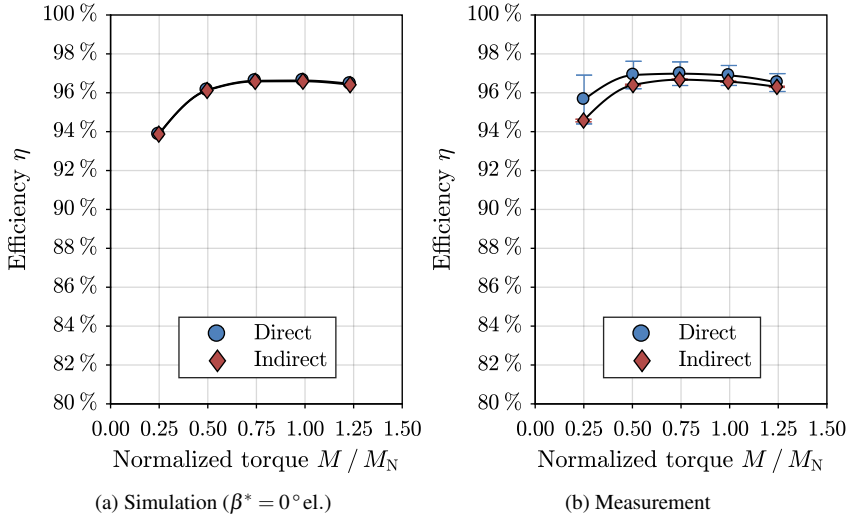 100 %
98 %
96 %
94 %
92 %
90 %
88 %
86 %
84 %
82 %
80 %
Efficiency η
Direct
Indirect
0.00 0.25 0.50 0.75 1.00 1.25 1.50
Normalized torque M / M_N
(a) Simulation (β* = 0° el.)
100 %
98 %
96 %
94 %
92 %
90 %
88 %
86 %
84 %
82 %
80 %
Efficiency η
Direct
Indirect
0.00 0.25 0.50 0.75 1.00 1.25 1.50
Normalized torque M / M_N
(b) Measurement